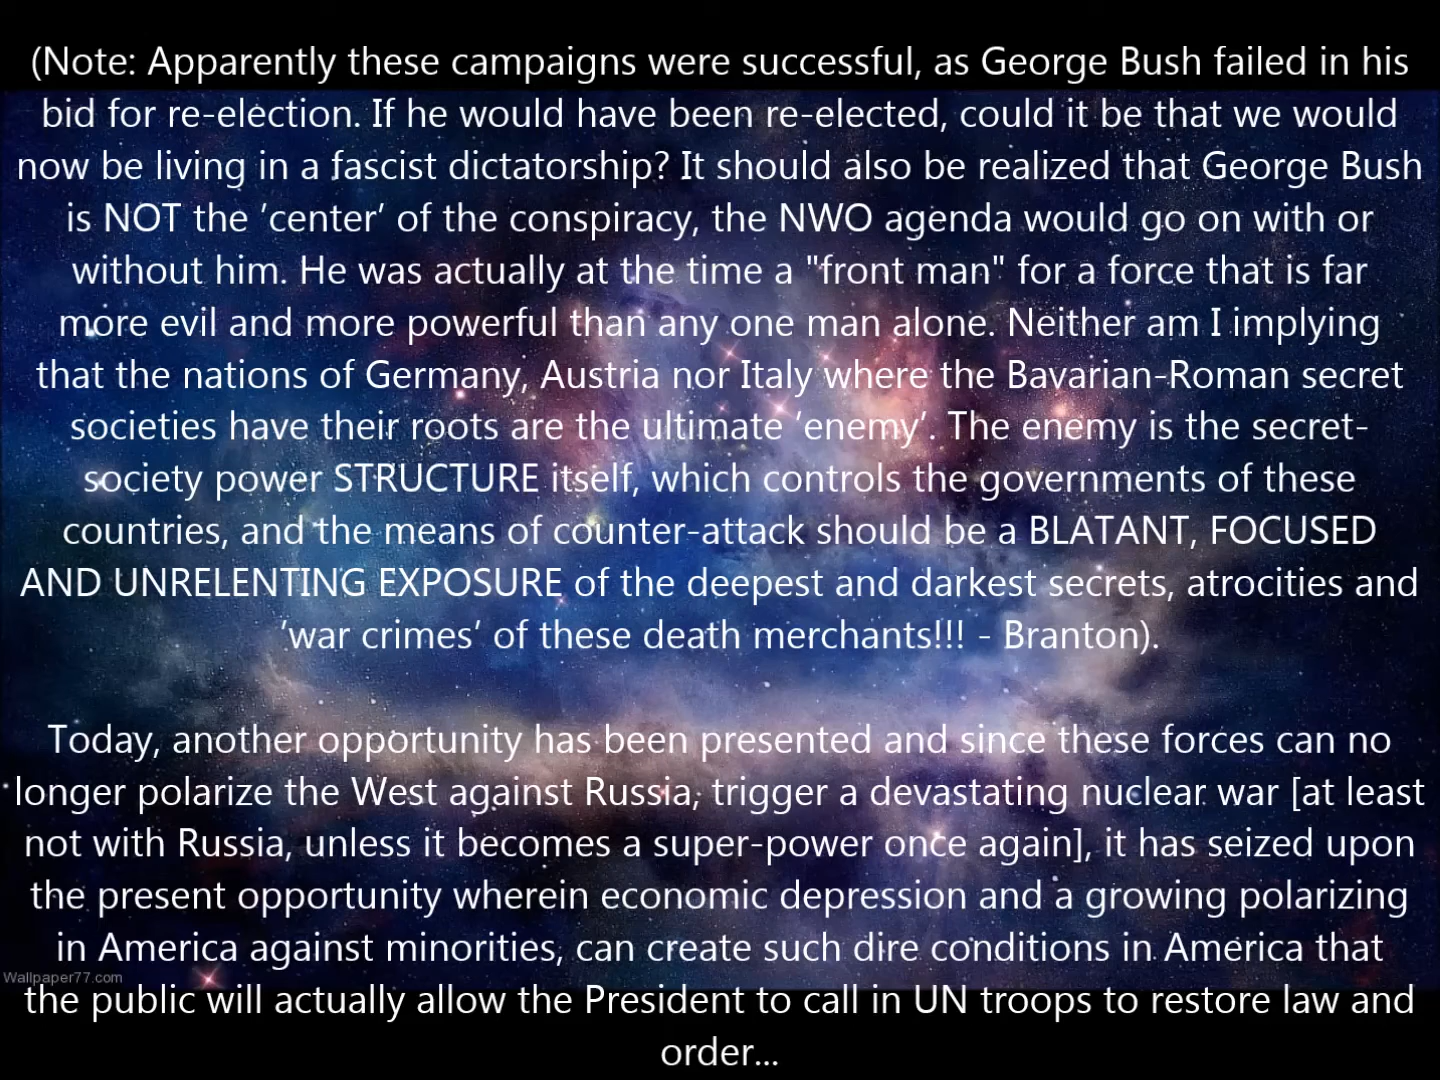 (Note: Apparently these campaigns were successful, as George Bush failed in his
bid for re-election. If he would have been re-elected, could it be that we would
now be living in a fascist dictatorship? It should also be realized that George Bush
is NOT the ’center’ of the conspiracy, the NWO agenda would go on with or
without him. He was actually at the time a "front man" for a force that is far
more evil and more powerful than any one man alone. Neither am I implying
that the nations of Germany, Austria nor Italy where the Bavarian-Roman secret
societies have their roots are the ultimate ’enemy’. The enemy is the secret-
society power STRUCTURE itself, which controls the governments of these
countries, and the means of counter-attack should be a BLATANT, FOCUSED
AND UNRELENTING EXPOSURE of the deepest and darkest secrets, atrocities and
’war crimes’ of these death merchants!!! - Branton).
Today, another opportunity has been presented and since these forces can no
longer polarize the West against Russia, trigger a devastating nuclear war [at least
not with Russia, unless it becomes a super-power once again], it has seized upon
the present opportunity wherein economic depression and a growing polarizing
in America against minorities, can create such dire conditions in America that
Wallpaper77.com
the public will actually allow the President to call in UN troops to restore law and
order...